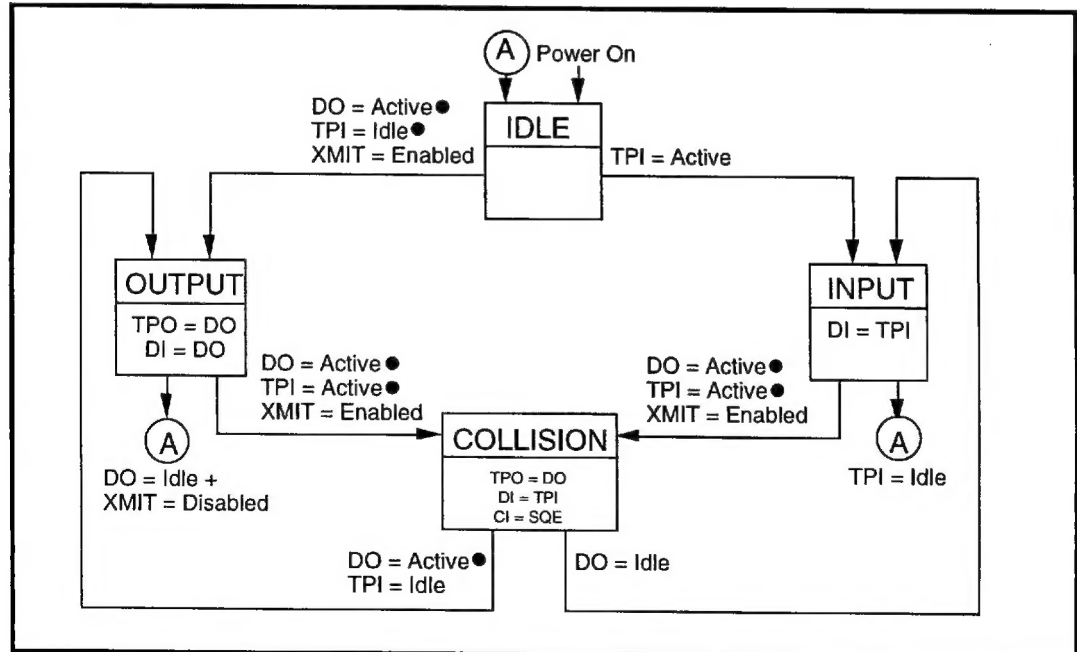 A Power On
DO = Active●
TPI = Idle●
XMIT = Enabled
IDLE
TPI = Active
OUTPUT
TPO = DO
DI = DO
INPUT
DI = TPI
DO = Active●
TPI = Active●
XMIT = Enabled
DO = Active●
TPI = Active●
XMIT = Enabled
A
DO = Idle +
XMIT = Disabled
COLLISION
TPO = DO
DI = TPI
CI = SQE
A
TPI = Idle
DO = Active●
TPI = Idle
DO = Idle